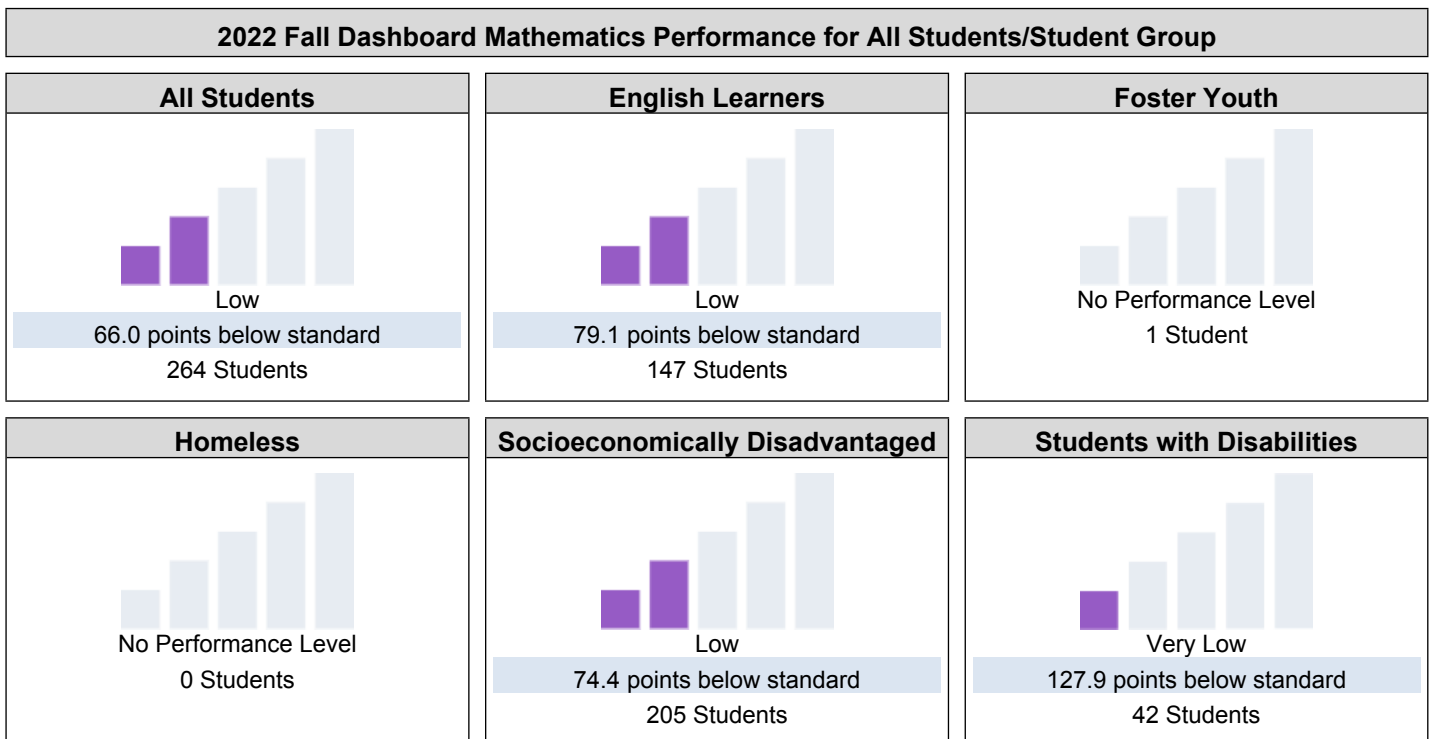 2022 Fall Dashboard Mathematics Performance for All Students/Student Group
All Students
Low
66.0 points below standard
264 Students
English Learners
Low
79.1 points below standard
147 Students
Foster Youth
No Performance Level
1 Student
Homeless
No Performance Level
0 Students
Socioeconomically Disadvantaged
Low
74.4 points below standard
205 Students
Students with Disabilities
Very Low
127.9 points below standard
42 Students